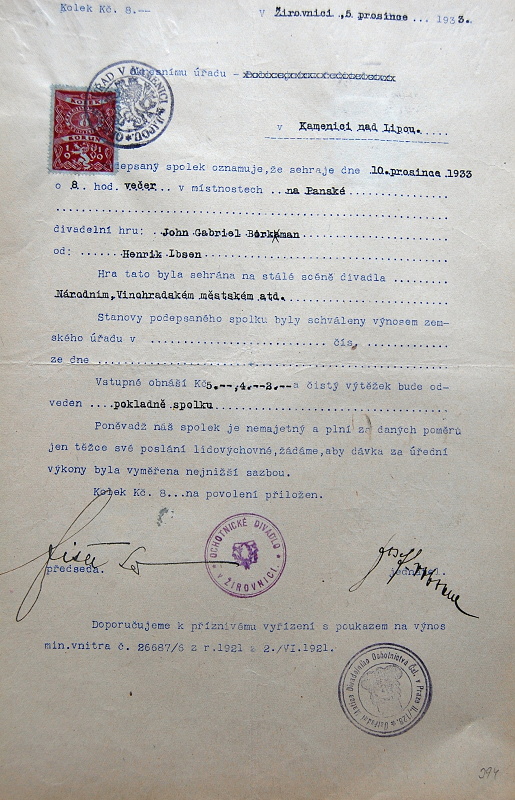 Kolek Kč. 8.--
V Žirovnici ,5. prosince ... 1933.
Okresnímu úřadu -
v Kamenici nad Lipou.....
depsaný spolek oznamuje,že sehraje dne 10.prosince 1933
o 8.. hod. večer... v místnostech ...na Panské
divadelní hru: John Gabriel Borkman
od: Henrik Ibsen
Hra tato byla sehrána na stálé scéně divadla
Národním,Vinohradském městském atd.
Stanovy podepsaného spolku byly schváleny výnosem zem-
ského úřadu v ........ čís,
ze dne
Vstupné obnáší Kč 5.--,4.--2.-- a čistý výtěžek bude od-
veden ....pokladně spolku
Poněvadž náš spolek je nemajetný a plní za daných poměrů
jen těžce své poslání lidovýchovné,žádáme,aby dávka za úřední
výkony byla vyměřena nejnižší sazbou.
Kolek Kč. 8...na povolení přiložen.
OCHOTNICKÉ DIVADLO
V ŽIROVNICI.
předseda.
jednatel.
Doporučujeme k příznivému vyřízení s poukazem na výnos
min.vnitra č. 26687/6 z r.1921 z 2./VI.1921.
394